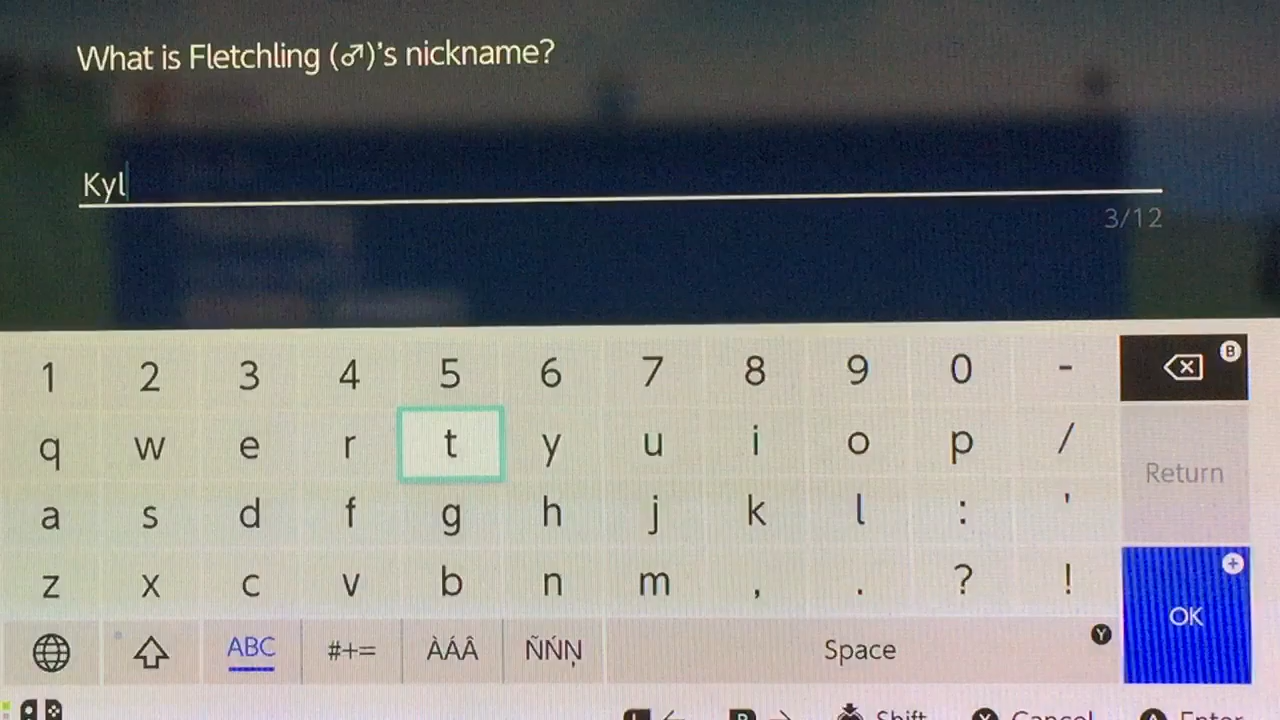 What is Fletchling (♂)'s nickname?
Kyl
3/12
1 2 3 4 5 6 7 8 9 0 - B
q w e r t y u i o p /
Return
a s d f g h j k l : '
z x c v b n m , . ? ! +
OK
ABC #+= ÀÁÂ ÑŃŅ Space Y
L ← R → Shift X Cancel A Enter